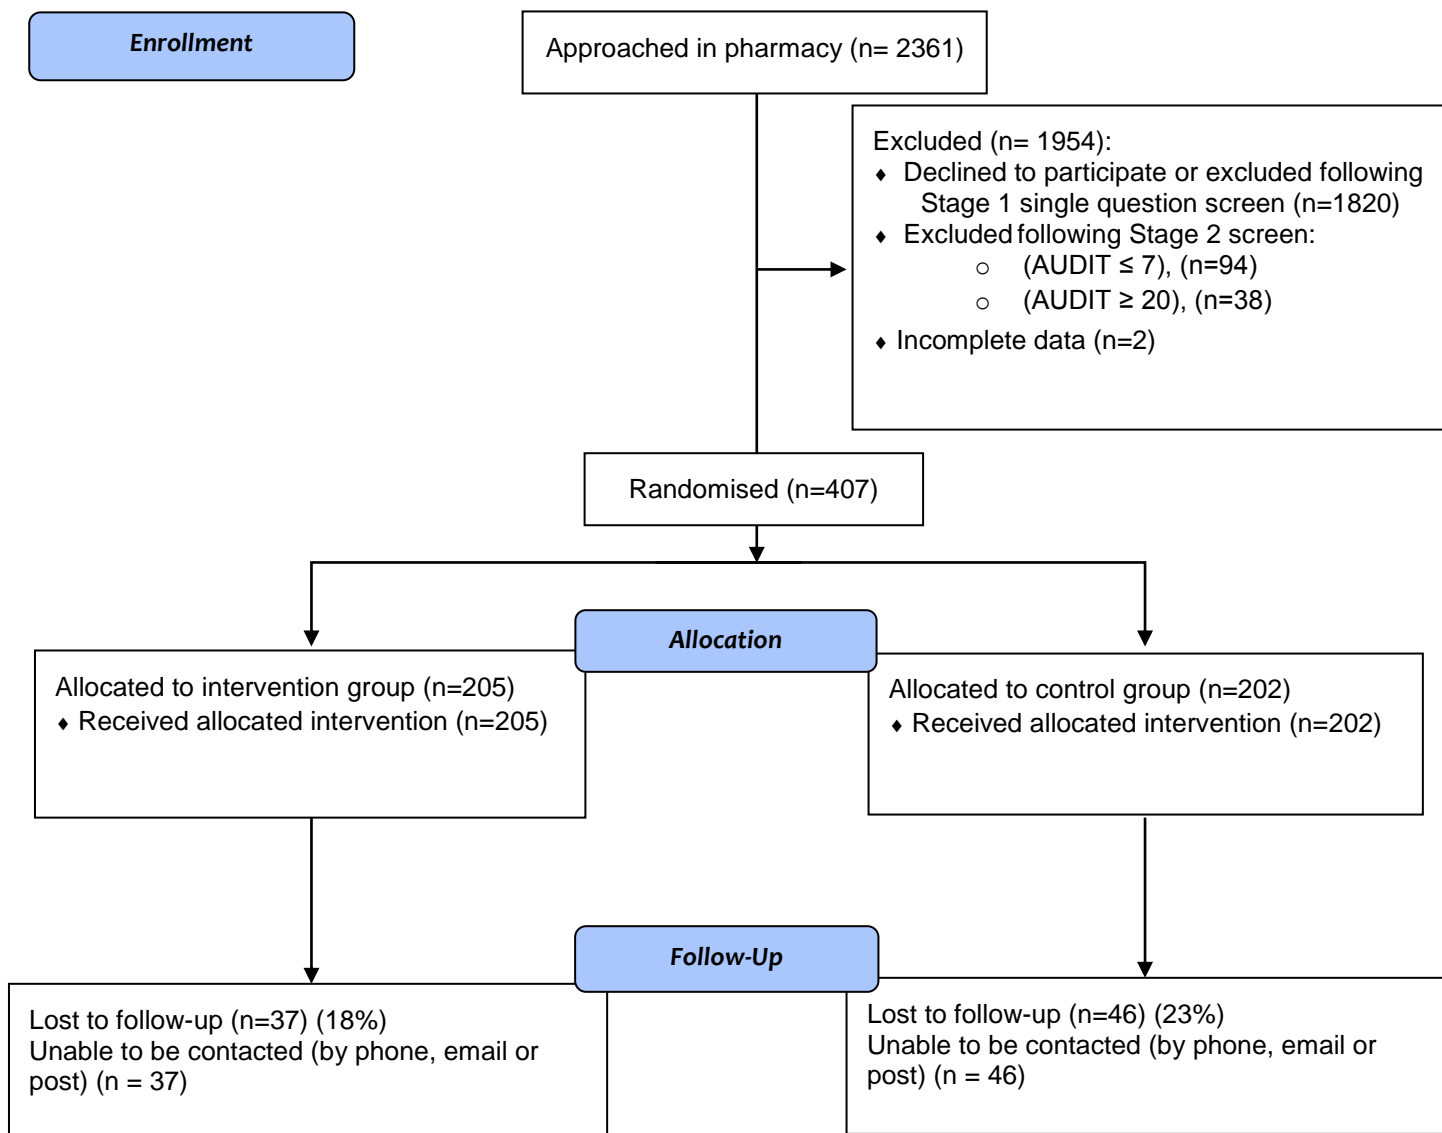 Enrollment
Approached in pharmacy (n= 2361)
Excluded (n= 1954):
♦ Declined to participate or excluded following
Stage 1 single question screen (n=1820)
♦ Excluded following Stage 2 screen:
○ (AUDIT ≤ 7), (n=94)
○ (AUDIT ≥ 20), (n=38)
♦ Incomplete data (n=2)
Randomised (n=407)
Allocation
Allocated to intervention group (n=205)
♦ Received allocated intervention (n=205)
Allocated to control group (n=202)
♦ Received allocated intervention (n=202)
Follow-Up
Lost to follow-up (n=37) (18%)
Unable to be contacted (by phone, email or
post) (n = 37)
Lost to follow-up (n=46) (23%)
Unable to be contacted (by phone, email or
post) (n = 46)